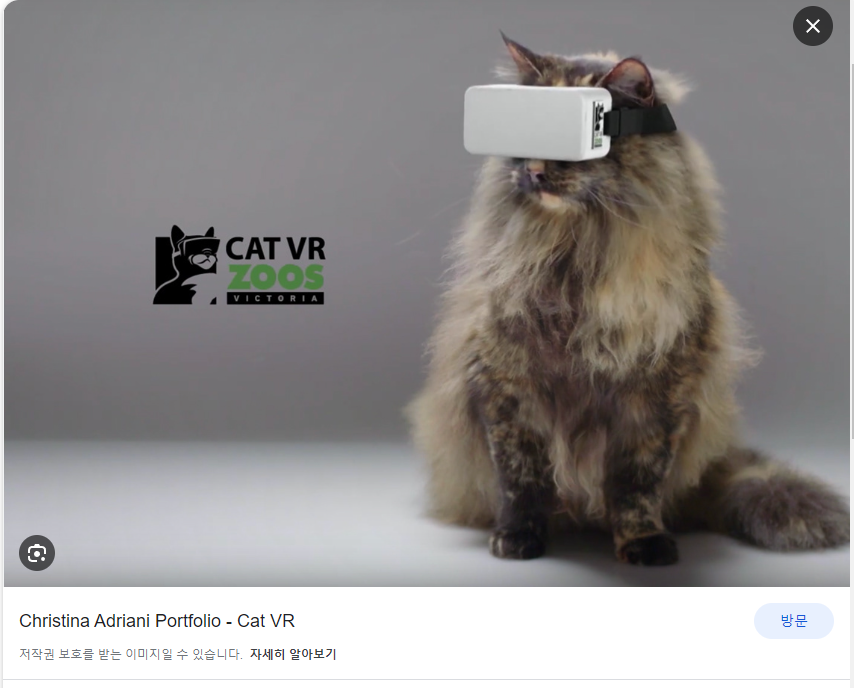 CAT VR
ZOOS
VICTORIA
Christina Adriani Portfolio - Cat VR
방문
저작권 보호를 받는 이미지일 수 있습니다. 자세히 알아보기